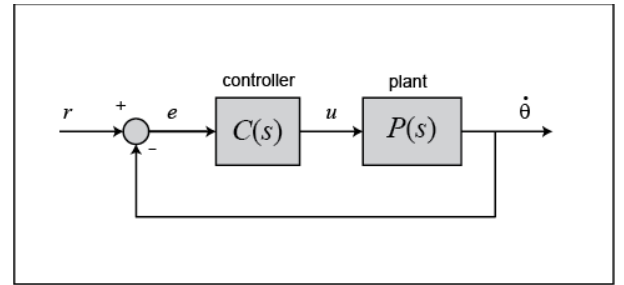 controller plant
r + e C(s) u P(s) θ̇
-